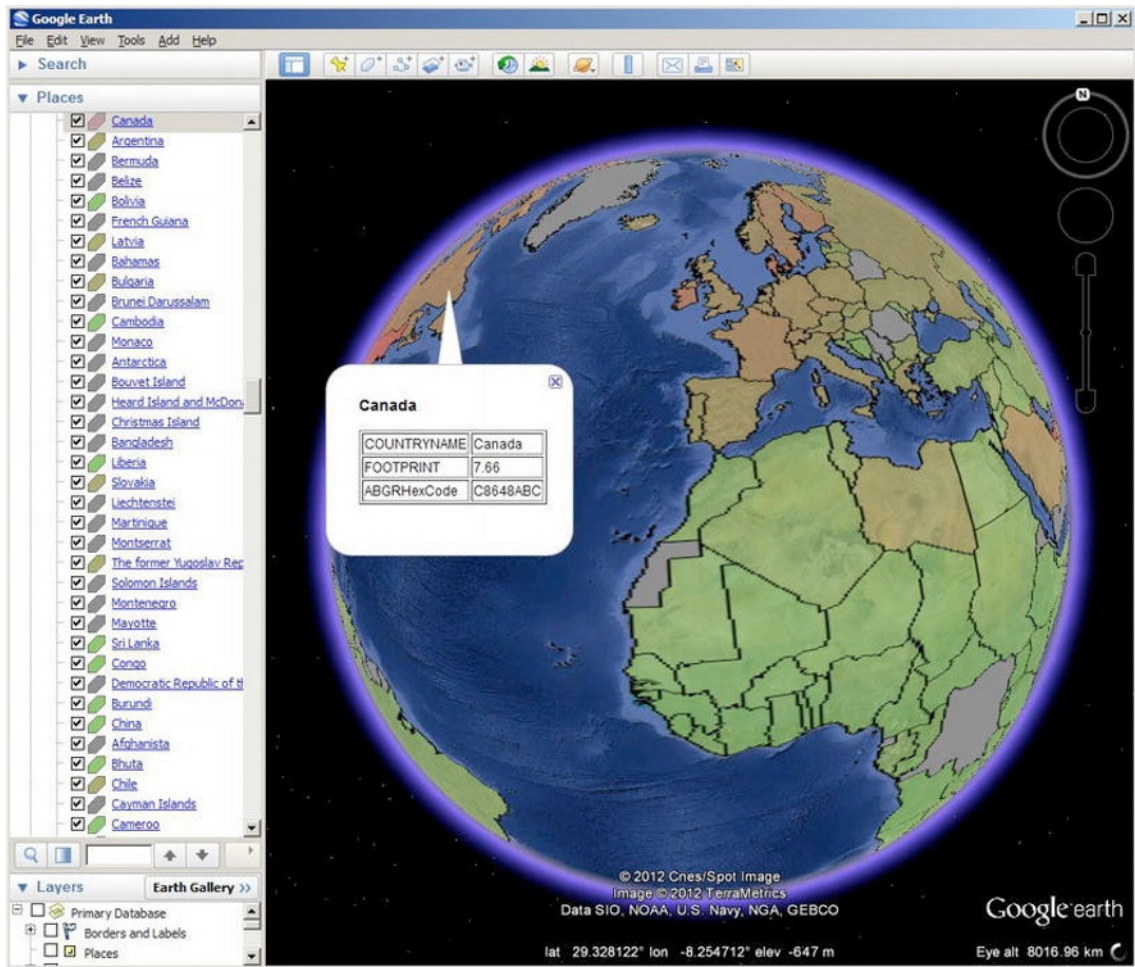 Google Earth
File Edit View Tools Add Help
Search
Places
Canada
Argentina
Bermuda
Belize
Bolivia
French Guiana
Latvia
Bahamas
Bulgaria
Brunei Darussalam
Cambodia
Monaco
Antarctica
Bouvet Island
Heard Island and McDona
Christmas Island
Bangladesh
Liberia
Slovakia
Liechtenstei
Martinique
Montserrat
The former Yugoslav Rep
Solomon Islands
Montenegro
Mayotte
Sri Lanka
Congo
Democratic Republic of th
Burundi
China
Afghanista
Bhuta
Chile
Cayman Islands
Cameroo
Layers Earth Gallery >>
Primary Database
Borders and Labels
Places
N
Canada
COUNTRYNAME Canada
FOOTPRINT 7.66
ABGRHexCode C8648ABC
© 2012 Cnes/Spot Image
Image © 2012 TerraMetrics
Data SIO, NOAA, U.S. Navy, NGA, GEBCO
Google earth
lat 29.328122° lon -8.254712° elev -647 m Eye alt 8016.96 km